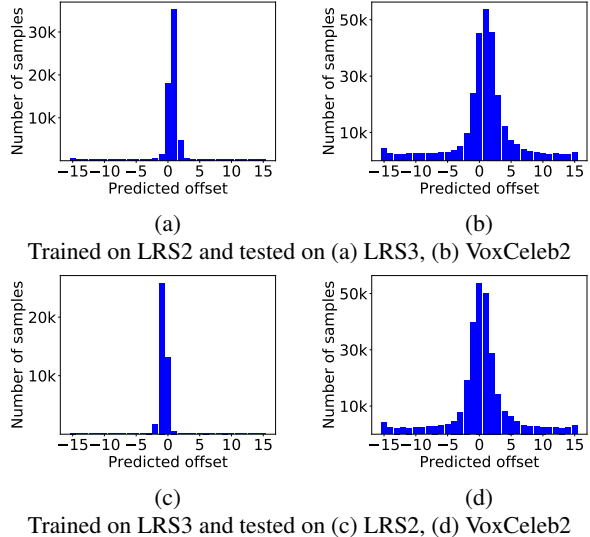 Number of samples
30k
20k
10k
−15 −10 −5 0 5 10 15
Predicted offset
(a)
Number of samples
50k
30k
10k
−15 −10 −5 0 5 10 15
Predicted offset
(b)
Trained on LRS2 and tested on (a) LRS3, (b) VoxCeleb2
Number of samples
20k
10k
−15 −10 −5 0 5 10 15
Predicted offset
(c)
Number of samples
50k
30k
10k
−15 −10 −5 0 5 10 15
Predicted offset
(d)
Trained on LRS3 and tested on (c) LRS2, (d) VoxCeleb2